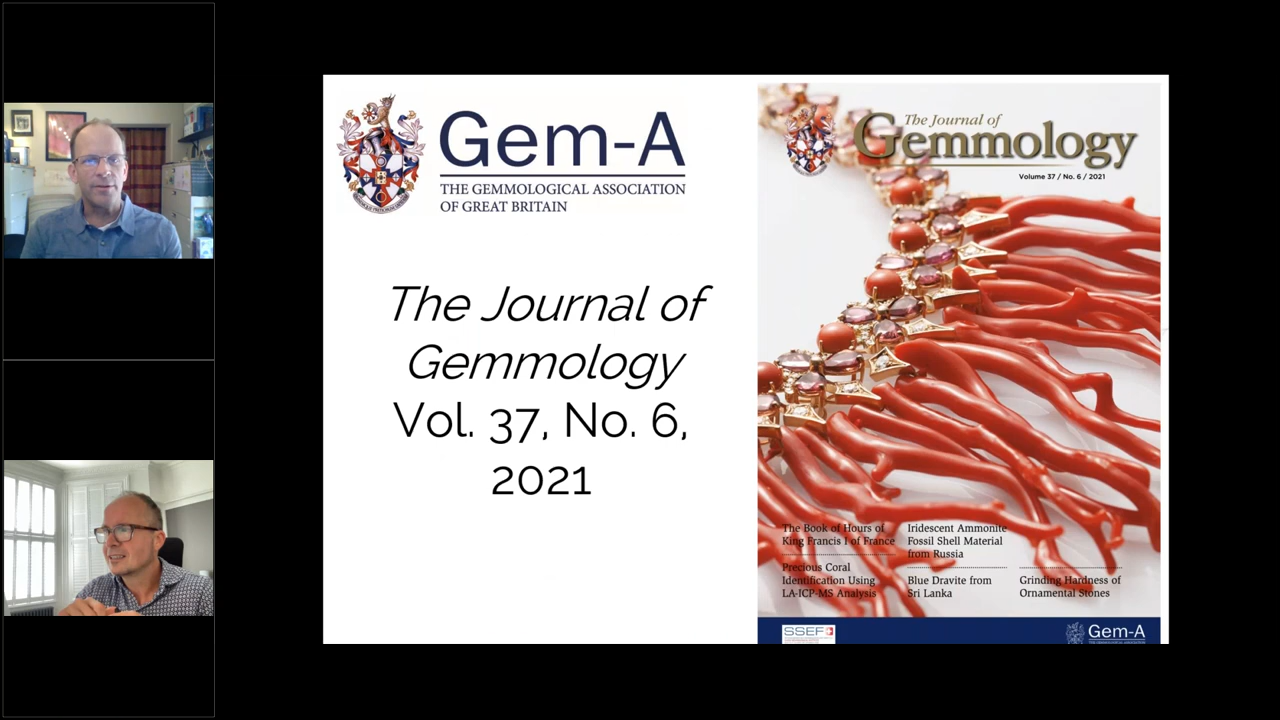 Gem-A
THE GEMMOLOGICAL ASSOCIATION
OF GREAT BRITAIN
The Journal of
Gemmology
Vol. 37, No. 6,
2021
The Journal of
Gemmology
Volume 37 / No. 6 / 2021
The Book of Hours of
King Francis I of France
Precious Coral
Identification Using
LA-ICP-MS Analysis
Iridescent Ammonite
Fossil Shell Material
from Russia
Blue Dravite from
Sri Lanka
Grinding Hardness of
Ornamental Stones
SSEF
Gem-A